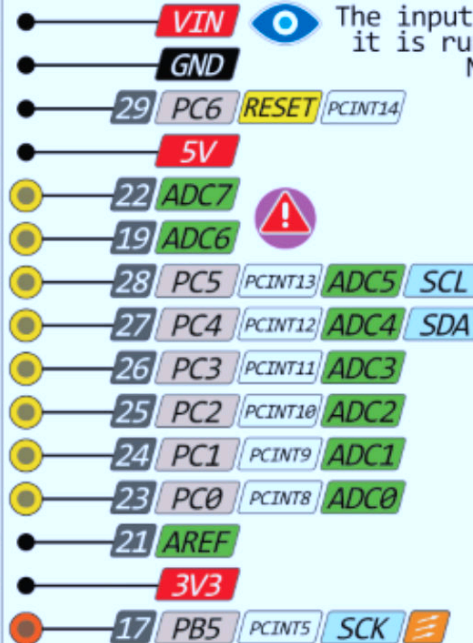 VIN The input
it is ru
GND
29 PC6 RESET PCINT14
5V
22 ADC7
19 ADC6
28 PC5 PCINT13 ADC5 SCL
27 PC4 PCINT12 ADC4 SDA
26 PC3 PCINT11 ADC3
25 PC2 PCINT10 ADC2
24 PC1 PCINT9 ADC1
23 PC0 PCINT8 ADC0
21 AREF
3V3
17 PB5 PCINT5 SCK